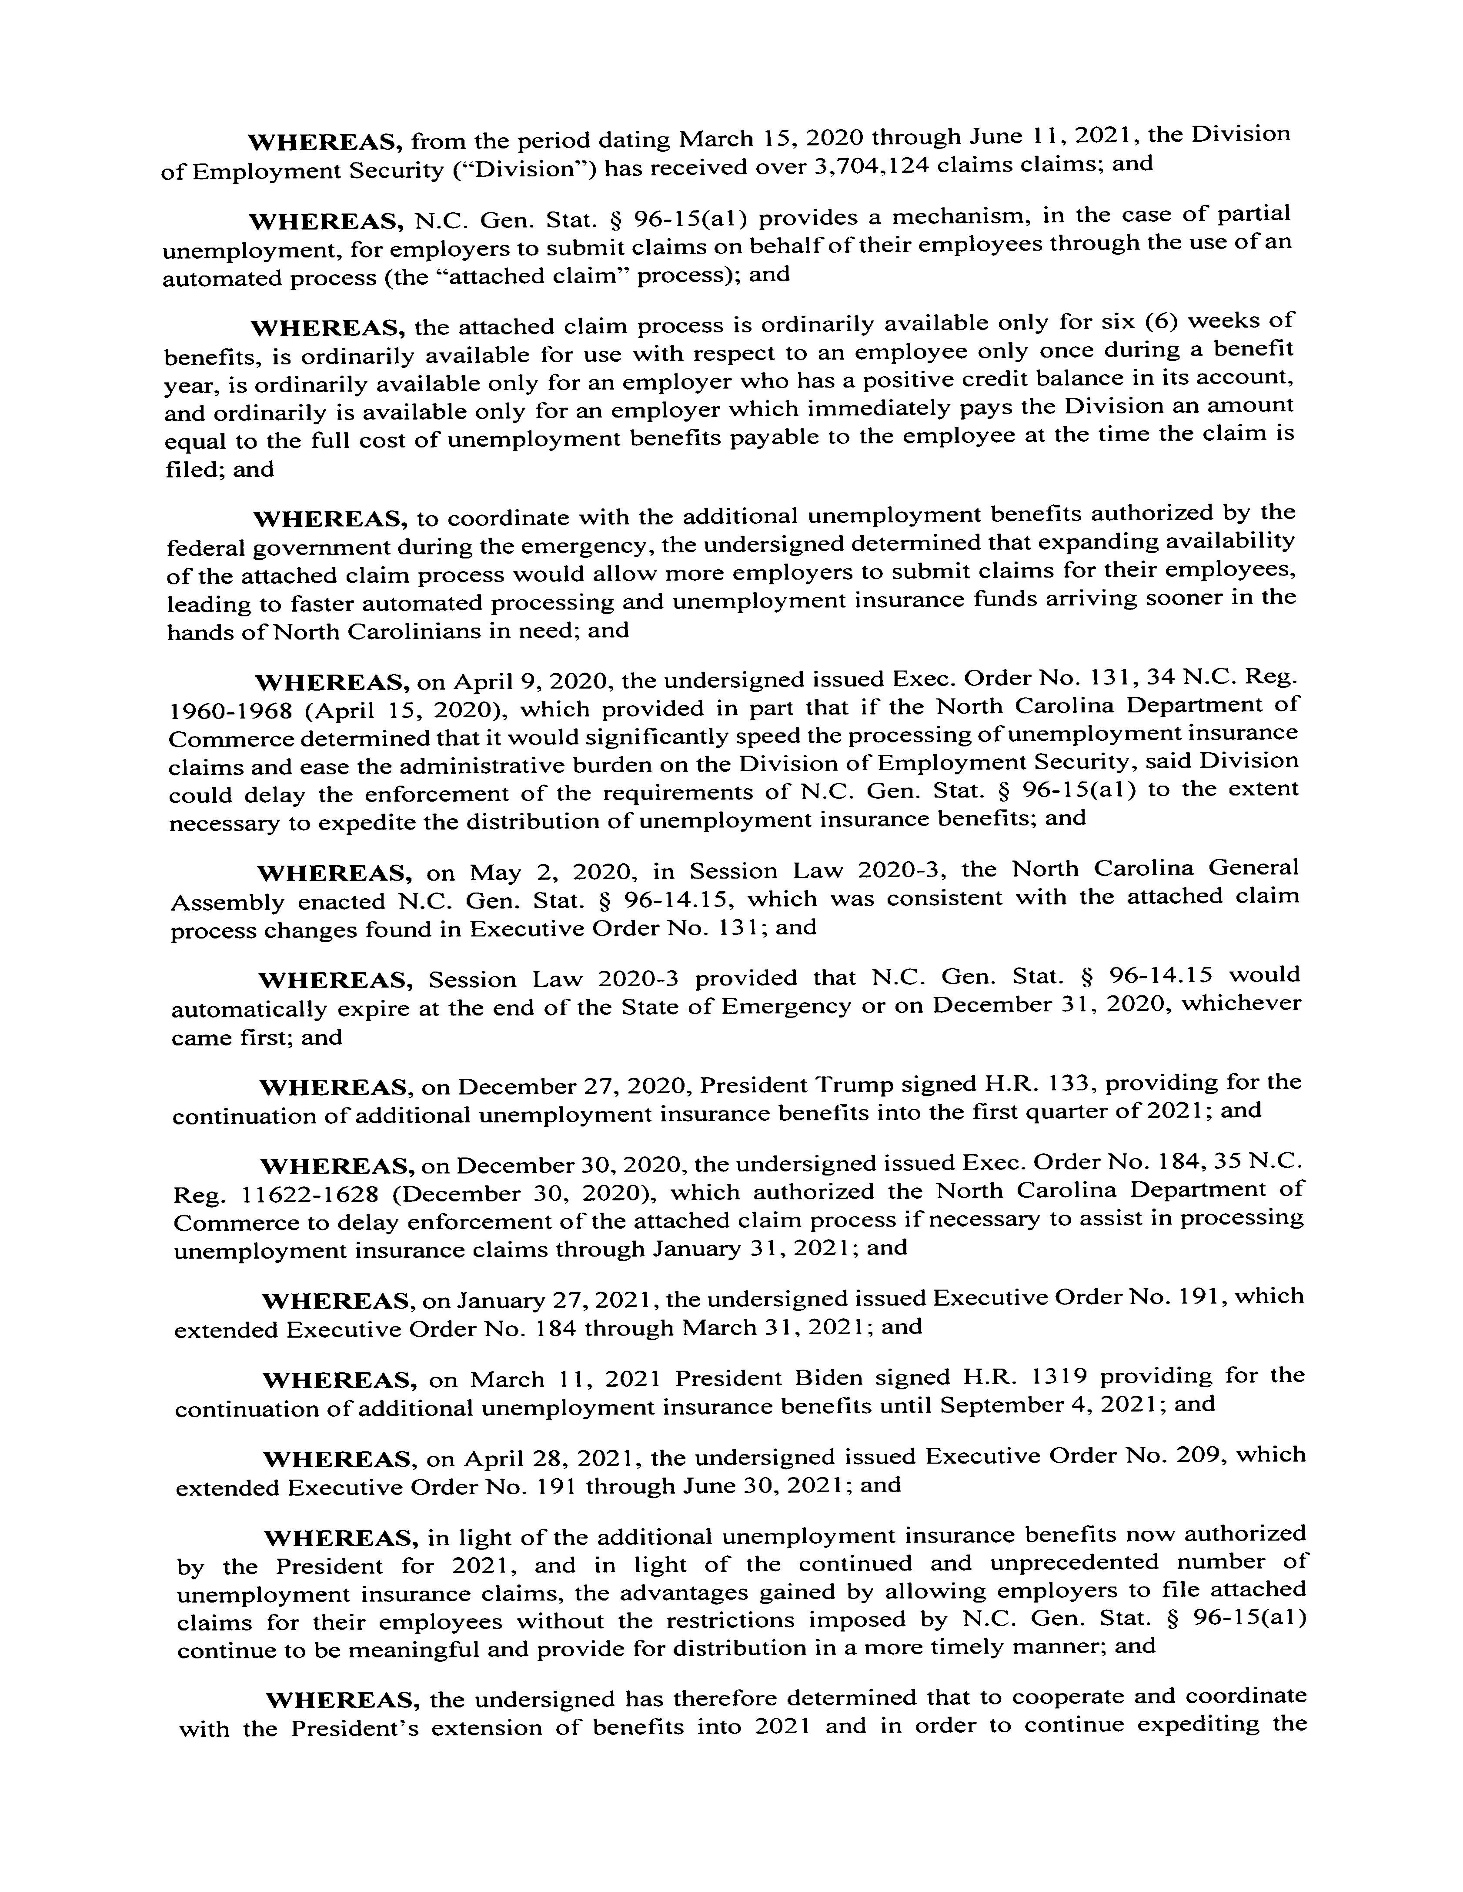 WHEREAS, from the period dating March 15, 2020 through June 11, 2021, the Division
of Employment Security (“Division”) has received over 3,704,124 claims claims; and
WHEREAS, N.C. Gen. Stat. § 96-15(a1) provides a mechanism, in the case of partial
unemployment, for employers to submit claims on behalf of their employees through the use of an
automated process (the “attached claim” process); and
WHEREAS, the attached claim process is ordinarily available only for six (6) weeks of
benefits, is ordinarily available for use with respect to an employee only once during a benefit
year, is ordinarily available only for an employer who has a positive credit balance in its account,
and ordinarily is available only for an employer which immediately pays the Division an amount
equal to the full cost of unemployment benefits payable to the employee at the time the claim is
filed; and
WHEREAS, to coordinate with the additional unemployment benefits authorized by the
federal government during the emergency, the undersigned determined that expanding availability
of the attached claim process would allow more employers to submit claims for their employees,
leading to faster automated processing and unemployment insurance funds arriving sooner in the
hands of North Carolinians in need; and
WHEREAS, on April 9, 2020, the undersigned issued Exec. Order No. 131, 34 N.C. Reg.
1960-1968 (April 15, 2020), which provided in part that if the North Carolina Department of
Commerce determined that it would significantly speed the processing of unemployment insurance
claims and ease the administrative burden on the Division of Employment Security, said Division
could delay the enforcement of the requirements of N.C. Gen. Stat. § 96-15(a1) to the extent
necessary to expedite the distribution of unemployment insurance benefits; and
WHEREAS, on May 2, 2020, in Session Law 2020-3, the North Carolina General
Assembly enacted N.C. Gen. Stat. § 96-14.15, which was consistent with the attached claim
process changes found in Executive Order No. 131; and
WHEREAS, Session Law 2020-3 provided that N.C. Gen. Stat. § 96-14.15 would
automatically expire at the end of the State of Emergency or on December 31, 2020, whichever
came first; and
WHEREAS, on December 27, 2020, President Trump signed H.R. 133, providing for the
continuation of additional unemployment insurance benefits into the first quarter of 2021; and
WHEREAS, on December 30, 2020, the undersigned issued Exec. Order No. 184, 35 N.C.
Reg. 11622-1628 (December 30, 2020), which authorized the North Carolina Department of
Commerce to delay enforcement of the attached claim process if necessary to assist in processing
unemployment insurance claims through January 31, 2021; and
WHEREAS, on January 27, 2021, the undersigned issued Executive Order No. 191, which
extended Executive Order No. 184 through March 31, 2021; and
WHEREAS, on March 11, 2021 President Biden signed H.R. 1319 providing for the
continuation of additional unemployment insurance benefits until September 4, 2021; and
WHEREAS, on April 28, 2021, the undersigned issued Executive Order No. 209, which
extended Executive Order No. 191 through June 30, 2021; and
WHEREAS, in light of the additional unemployment insurance benefits now authorized
by the President for 2021, and in light of the continued and unprecedented number of
unemployment insurance claims, the advantages gained by allowing employers to file attached
claims for their employees without the restrictions imposed by N.C. Gen. Stat. § 96-15(a1)
continue to be meaningful and provide for distribution in a more timely manner; and
WHEREAS, the undersigned has therefore determined that to cooperate and coordinate
with the President’s extension of benefits into 2021 and in order to continue expediting the